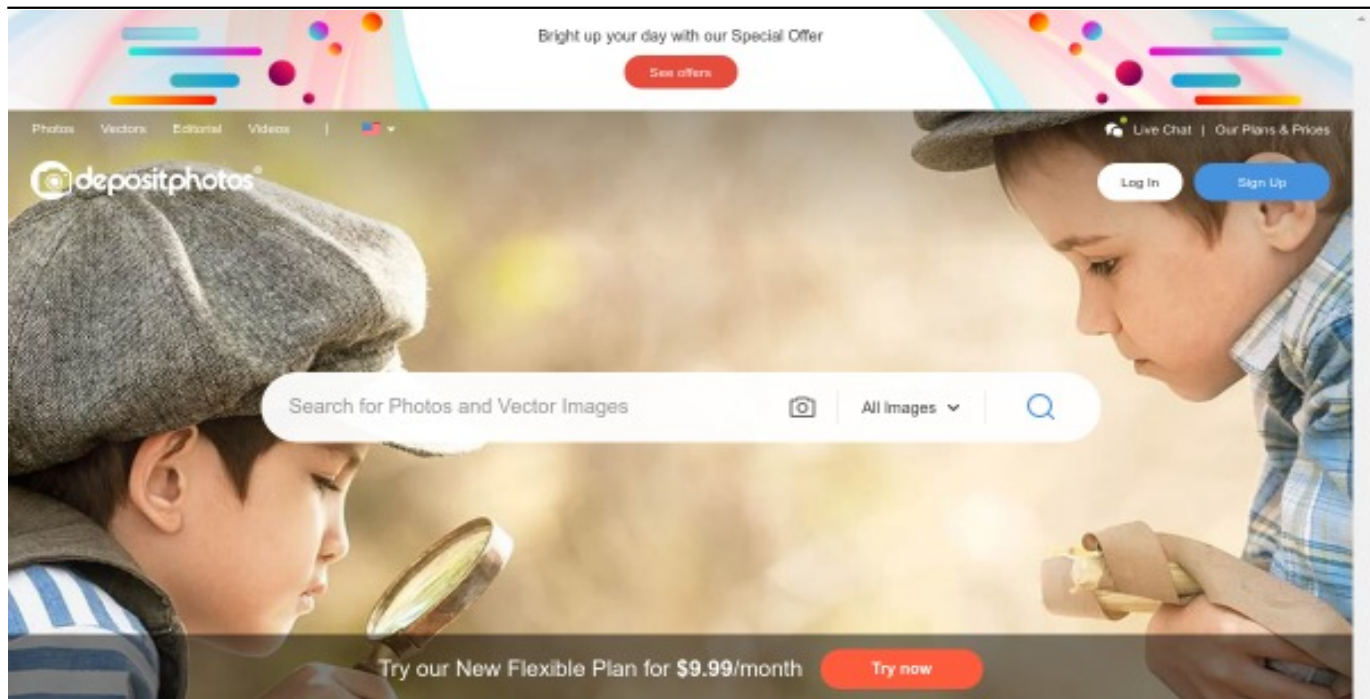 Bright up your day with our Special Offer
See offers
Photos Vectors Editorial Videos |
Live Chat | Our Plans & Prices
depositphotos®
Log In Sign Up
Search for Photos and Vector Images All Images
Try our New Flexible Plan for $9.99/month Try now